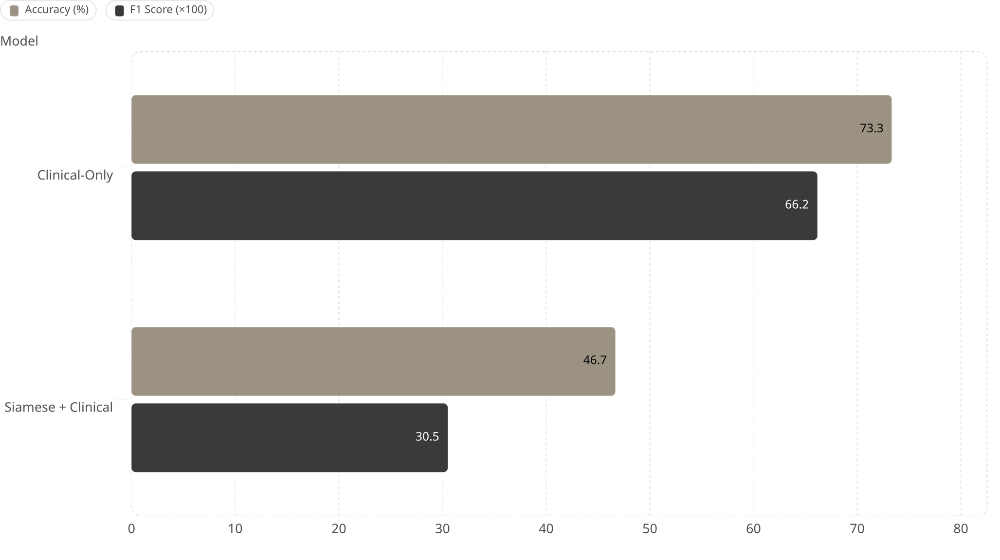 Accuracy (%) F1 Score (×100)
Model
73.3
Clinical-Only
66.2
46.7
Siamese + Clinical
30.5
0 10 20 30 40 50 60 70 80